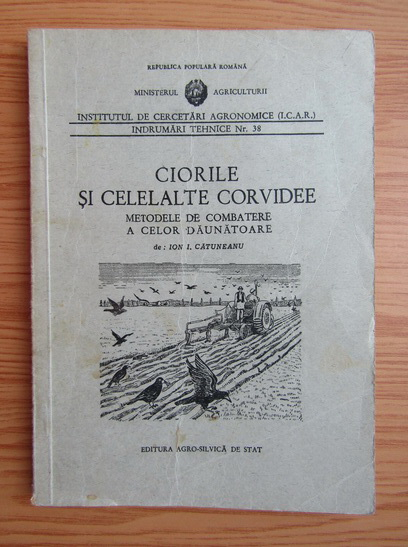 REPUBLICA POPULARĂ ROMÂNĂ
MINISTERUL AGRICULTURII
INSTITUTUL DE CERCETĂRI AGRONOMICE (I.C.A.R.)
INDRUMĂRI TEHNICE Nr. 38
CIORILE
ȘI CELELALTE CORVIDEE
METODELE DE COMBATERE
A CELOR DĂUNĂTOARE
de: ION I. CĂTUNEANU
EDITURA AGRO-SILVICĂ DE STAT